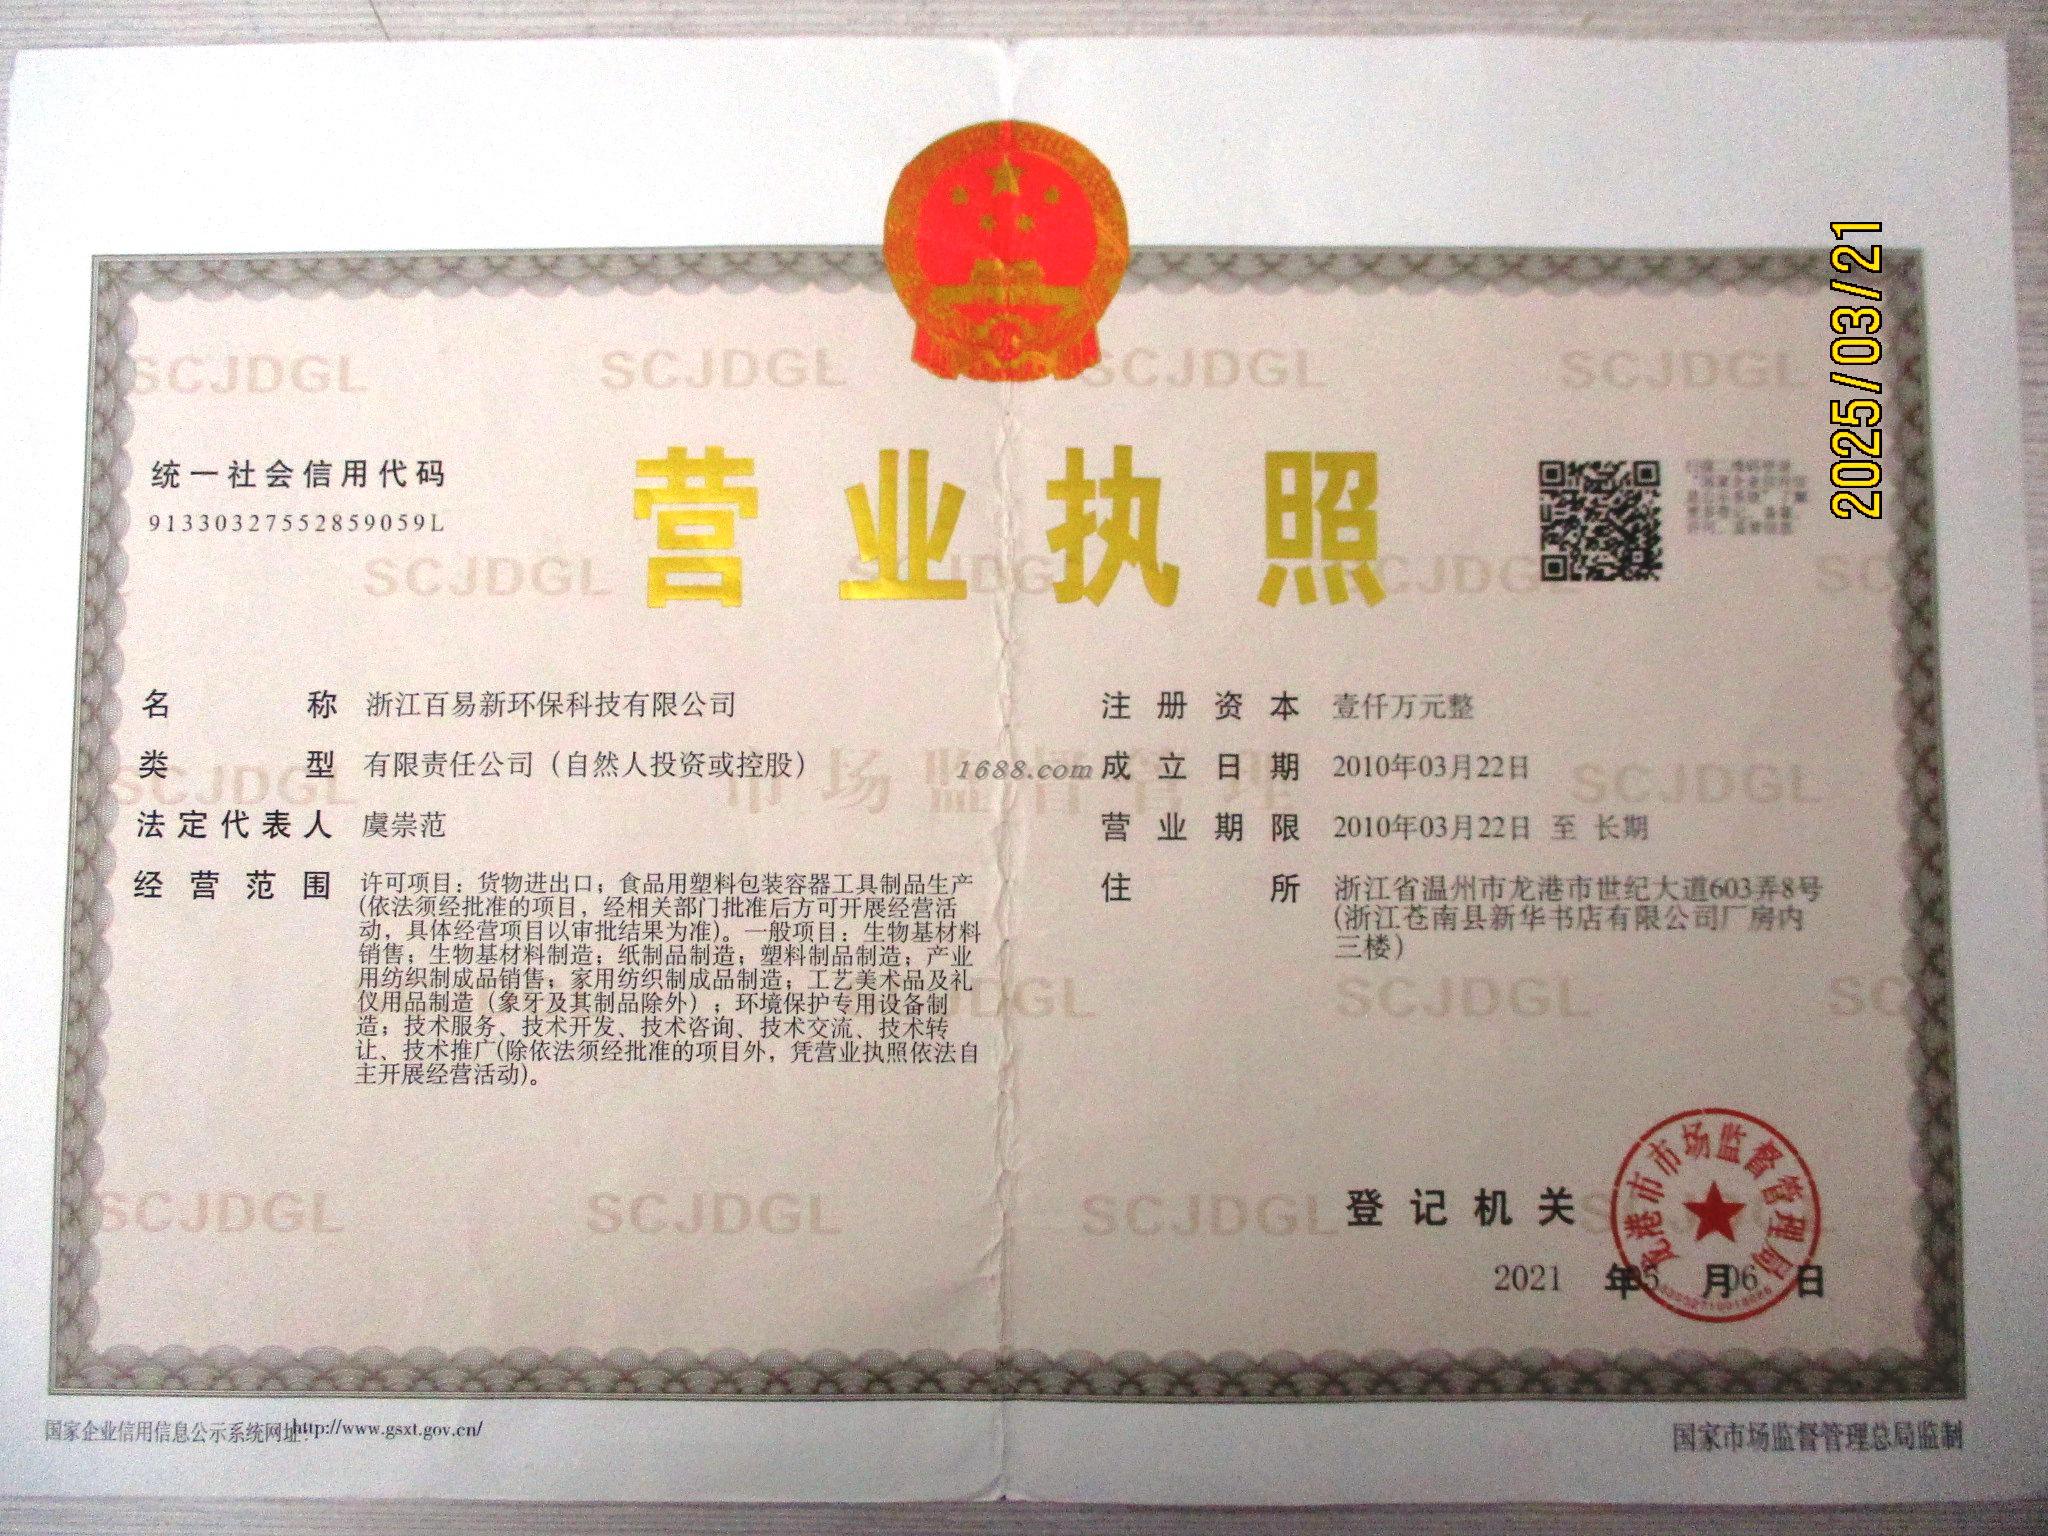 2025/03/21
SCJDGL SCJDGL SCJDGL SCJDGL
统一社会信用代码
91330327552859059L
营业执照
SCJDGL
名称 浙江百易新环保科技有限公司
类型 有限责任公司（自然人投资或控股）
法定代表人 虞崇范
经营范围 许可项目：货物进出口；食品用塑料包装容器工具制品生产
(依法须经批准的项目，经相关部门批准后方可开展经营活
动，具体经营项目以审批结果为准)。一般项目：生物基材料
销售；生物基材料制造；纸制品制造；塑料制品制造；产业
用纺织制成品销售；家用纺织制成品制造；工艺美术品及礼
仪用品制造（象牙及其制品除外）；环境保护专用设备制
造；技术服务、技术开发、技术咨询、技术交流、技术转
让、技术推广(除依法须经批准的项目外，凭营业执照依法自
主开展经营活动)。
市场监督管理
1688.com
注册资本 壹仟万元整
成立日期 2010年03月22日
营业期限 2010年03月22日 至 长期
住所 浙江省温州市龙港市世纪大道603弄8号
(浙江苍南县新华书店有限公司厂房内
三楼）
SCJDGL
SCJDGL SCJDGL SCJDGL
登记机关
龙港市市场监督管理局
2021 年05 月06 日
国家企业信用信息公示系统网址：http://www.gsxt.gov.cn/
国家市场监督管理总局监制